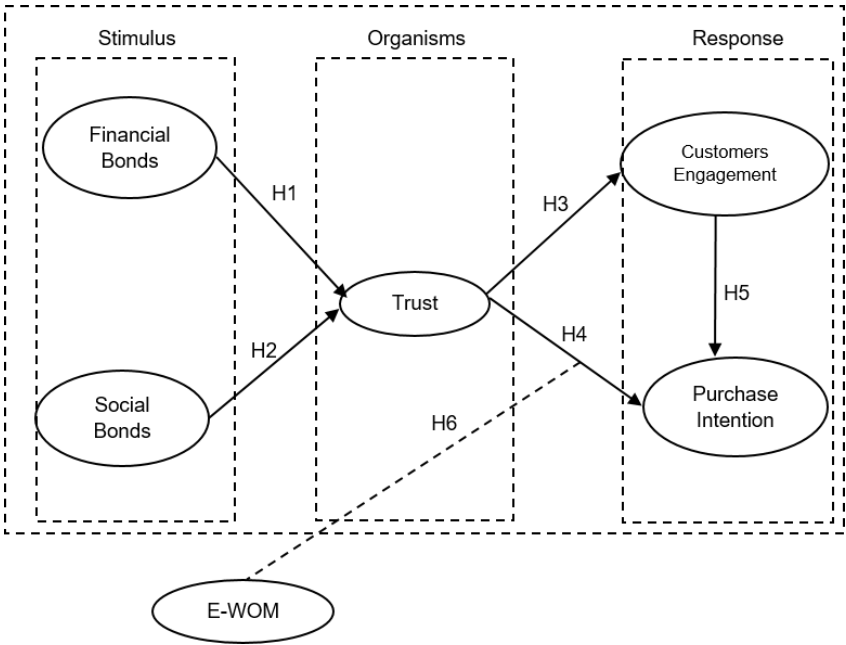 Stimulus
Organisms
Response
Financial
Bonds
Customers
Engagement
H1
H3
Trust
H5
H4
H2
Social
Bonds
Purchase
Intention
H6
E-WOM